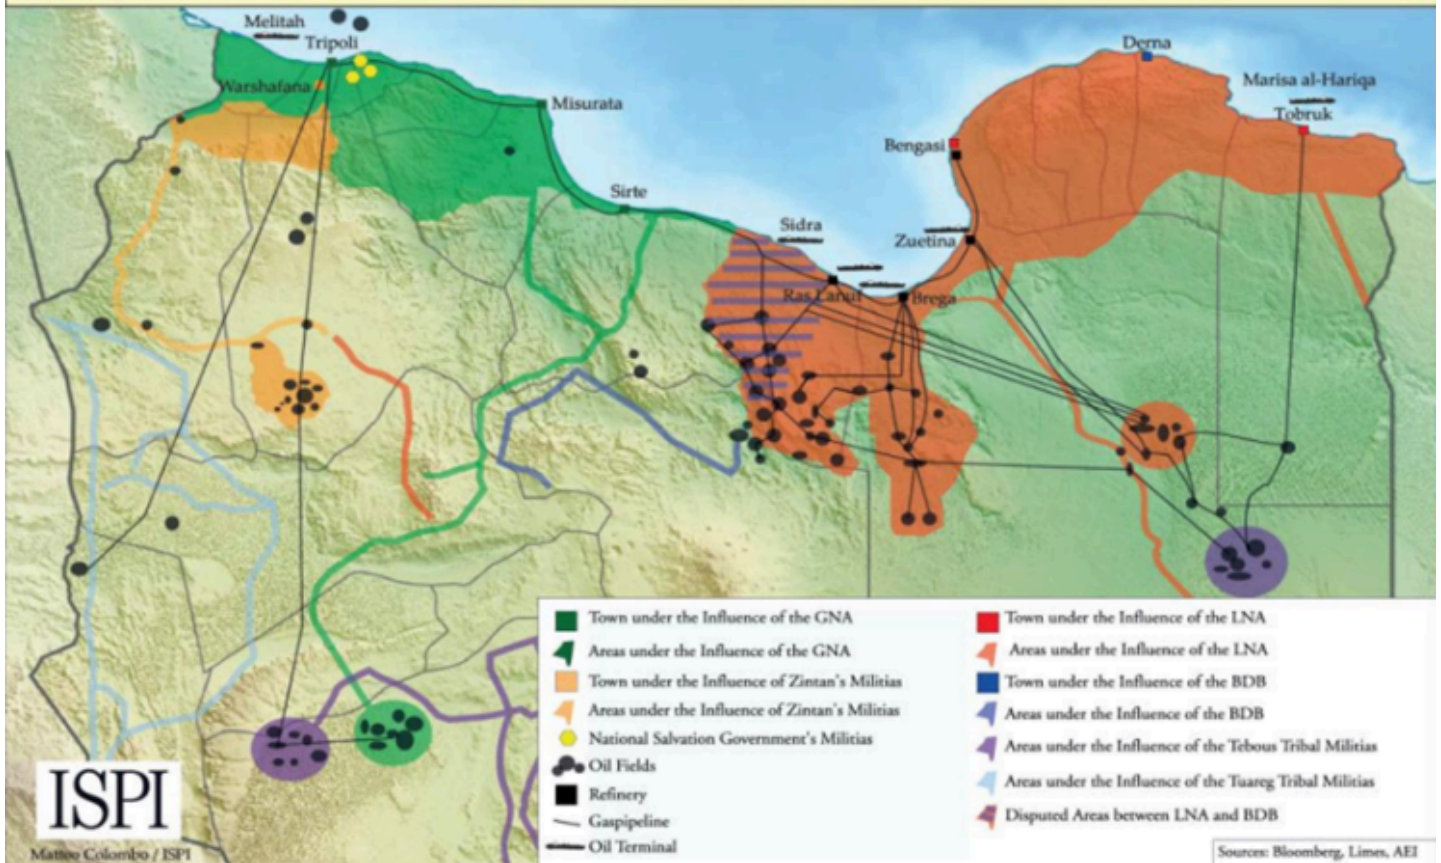 Melitah
Tripoli
Warshafana
Misurata
Sirte
Sidra
Ras Lanuf
Brega
Zuetina
Bengasi
Derna
Marisa al-Hariqa
Tobruk
Town under the Influence of the GNA
Areas under the Influence of the GNA
Town under the Influence of Zintan's Militias
Areas under the Influence of Zintan's Militias
National Salvation Government's Militias
Oil Fields
Refinery
Gaspipeline
Oil Terminal
Town under the Influence of the LNA
Areas under the Influence of the LNA
Town under the Influence of the BDB
Areas under the Influence of the BDB
Areas under the Influence of the Tebous Tribal Militias
Areas under the Influence of the Tuareg Tribal Militias
Disputed Areas between LNA and BDB
ISPI
Matteo Colombo / ISPI
Sources: Bloomberg, Limes, AEI